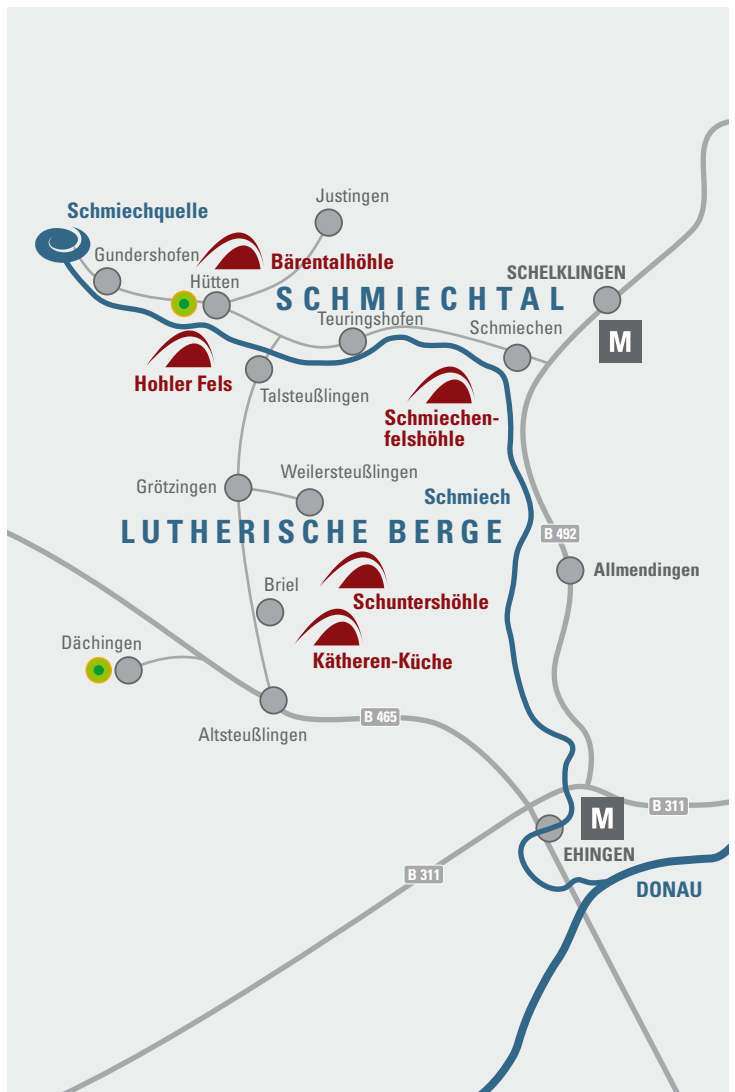 Justingen
Schmiechquelle
Gundershofen
Bärentalhöhle
Hütten
SCHELKLINGEN
SCHMIECHTAL
Teuringshofen
Schmiechen
M
Hohler Fels
Talsteußlingen
Schmiechen-
felshöhle
Weilersteußlingen
Grötzingen
Schmiech
LUTHERISCHE BERGE
B 492
Allmendingen
Briel
Schuntershöhle
Dächingen
Kätheren-Küche
B 465
Altsteußlingen
B 311
M
EHINGEN
B 311
DONAU